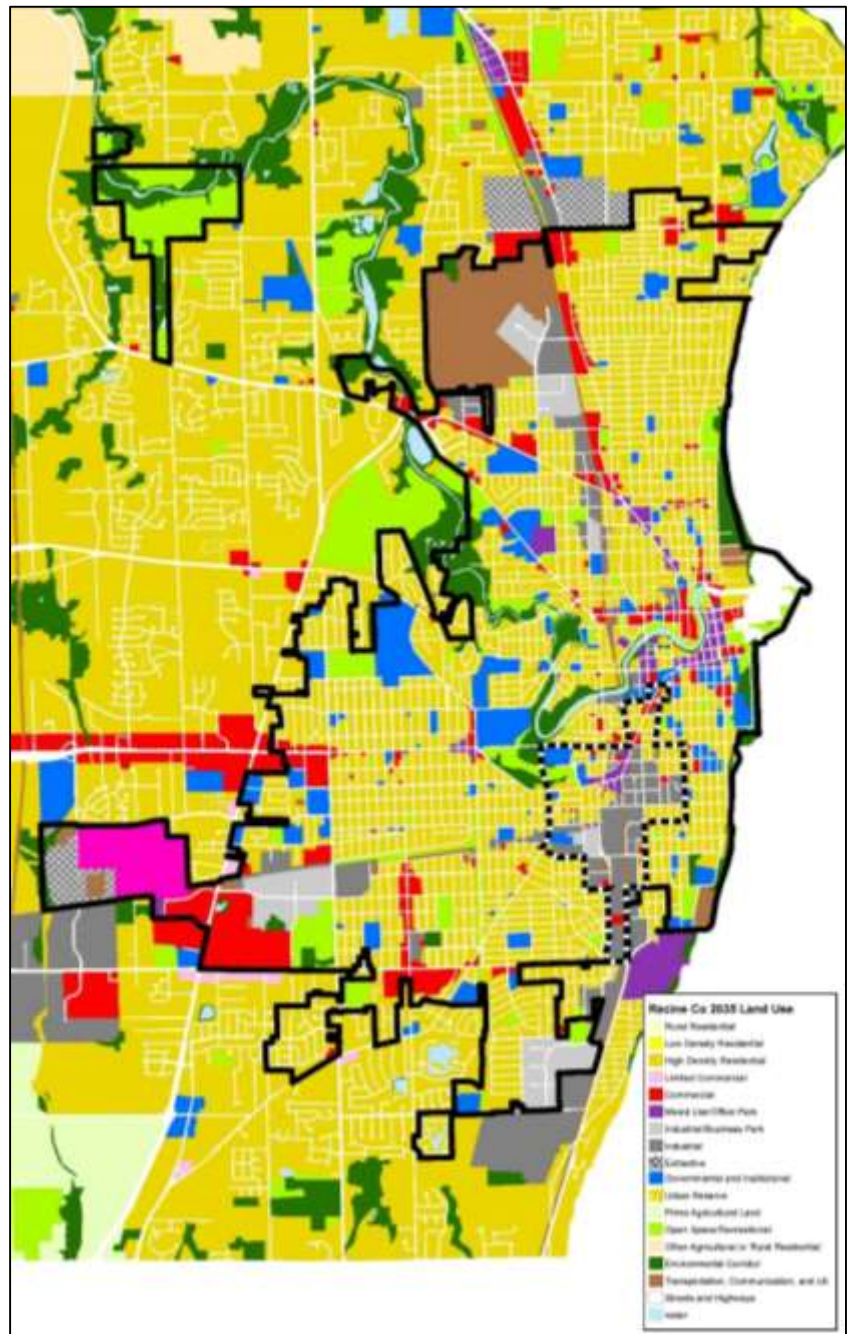 Racine Co 2035 Land Use
Rural Residential
Low Density Residential
High Density Residential
Limited Commercial
Commercial
Mixed Use/Office Park
Industrial/Business Park
Industrial
Extractive
Governmental and Institutional
Urban Reserve
Prime Agricultural Land
Open Space/Recreational
Other Agricultural or Rural Residential
Environmental Corridor
Transportation, Communication, and Uti
Streets and Highways
water